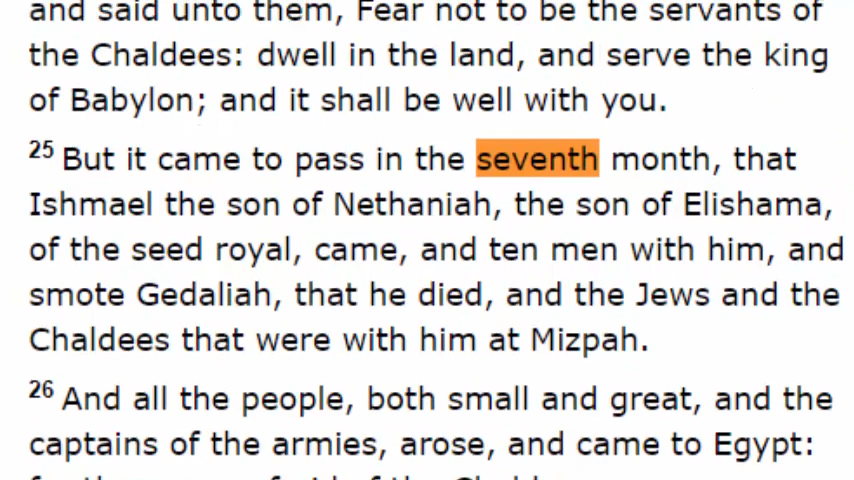 and said unto them, Fear not to be the servants of
the Chaldees: dwell in the land, and serve the king
of Babylon; and it shall be well with you.
25 But it came to pass in the seventh month, that
Ishmael the son of Nethaniah, the son of Elishama,
of the seed royal, came, and ten men with him, and
smote Gedaliah, that he died, and the Jews and the
Chaldees that were with him at Mizpah.
26 And all the people, both small and great, and the
captains of the armies, arose, and came to Egypt: